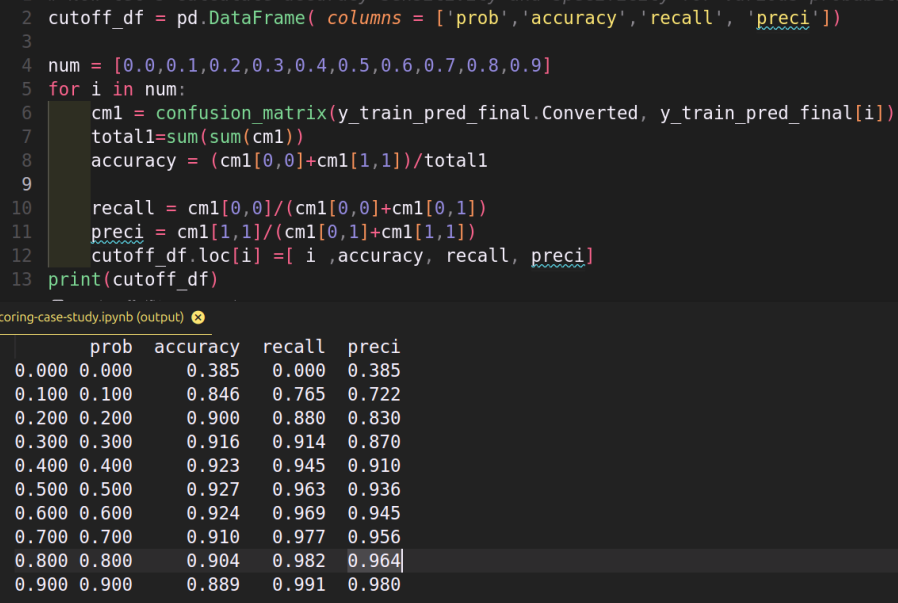 2 cutoff_df = pd.DataFrame( columns = ['prob','accuracy','recall', 'preci'])
3
4 num = [0.0,0.1,0.2,0.3,0.4,0.5,0.6,0.7,0.8,0.9]
5 for i in num:
6 cm1 = confusion_matrix(y_train_pred_final.Converted, y_train_pred_final[i])
7 total1=sum(sum(cm1))
8 accuracy = (cm1[0,0]+cm1[1,1])/total1
9
10 recall = cm1[0,0]/(cm1[0,0]+cm1[0,1])
11 preci = cm1[1,1]/(cm1[0,1]+cm1[1,1])
12 cutoff_df.loc[i] =[ i ,accuracy, recall, preci]
13 print(cutoff_df)
coring-case-study.ipynb (output)
prob accuracy recall preci
0.000 0.000 0.385 0.000 0.385
0.100 0.100 0.846 0.765 0.722
0.200 0.200 0.900 0.880 0.830
0.300 0.300 0.916 0.914 0.870
0.400 0.400 0.923 0.945 0.910
0.500 0.500 0.927 0.963 0.936
0.600 0.600 0.924 0.969 0.945
0.700 0.700 0.910 0.977 0.956
0.800 0.800 0.904 0.982 0.964
0.900 0.900 0.889 0.991 0.980